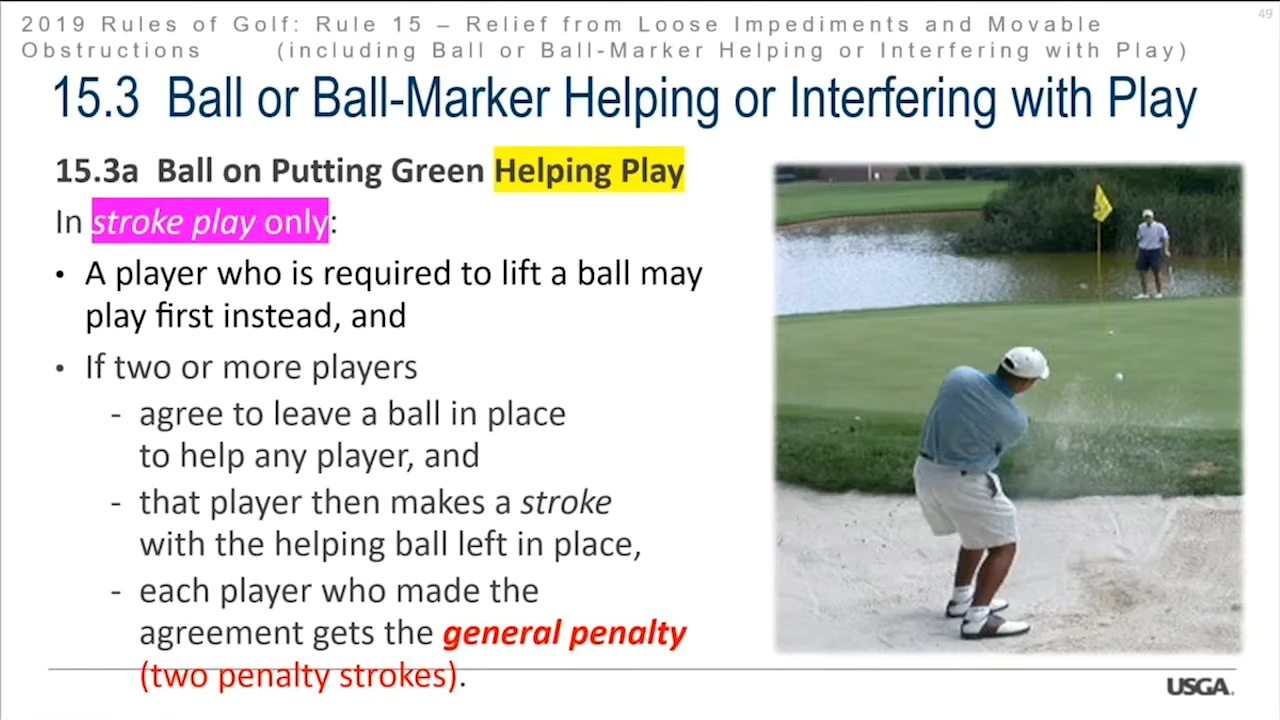 49
2019 Rules of Golf: Rule 15 – Relief from Loose Impediments and Movable
Obstructions (including Ball or Ball-Marker Helping or Interfering with Play)
15.3 Ball or Ball-Marker Helping or Interfering with Play
15.3a Ball on Putting Green Helping Play
In stroke play only:
• A player who is required to lift a ball may
play first instead, and
• If two or more players
- agree to leave a ball in place
to help any player, and
- that player then makes a stroke
with the helping ball left in place,
- each player who made the
agreement gets the general penalty
(two penalty strokes).
USGA.